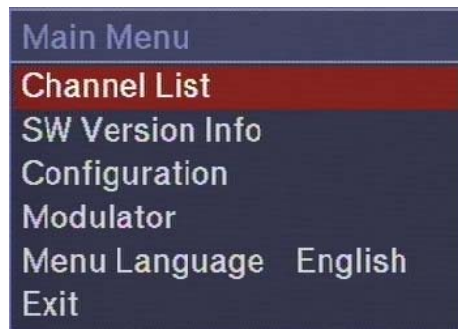 Main Menu
Channel List
SW Version Info
Configuration
Modulator
Menu Language English
Exit